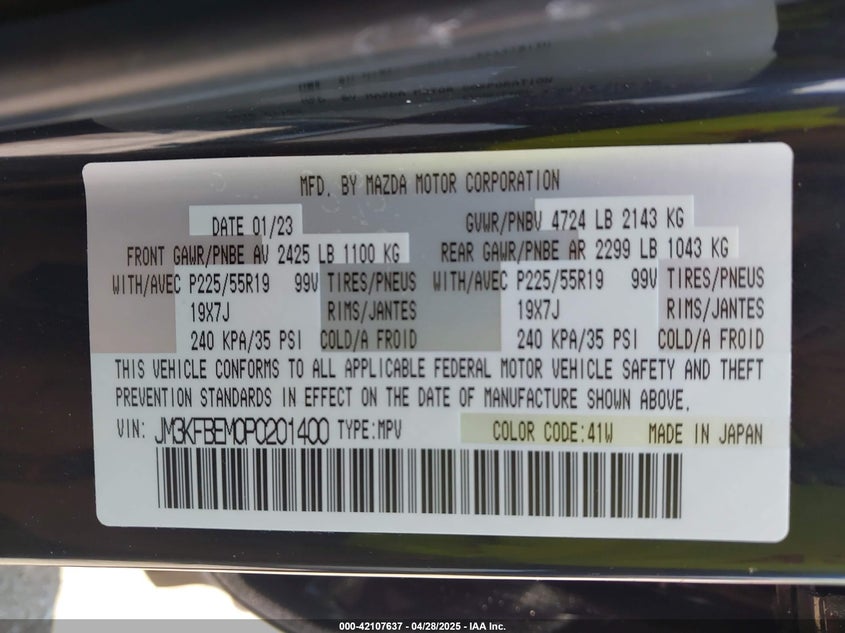 MFD. BY MAZDA MOTOR CORPORATION
DATE 01/23 GVWR/PNBV 4724 LB 2143 KG
FRONT GAWR/PNBE AV 2425 LB 1100 KG REAR GAWR/PNBE AR 2299 LB 1043 KG
WITH/AVEC P225/55R19 99V TIRES/PNEUS WITH/AVEC P225/55R19 99V TIRES/PNEUS
19X7J RIMS/JANTES 19X7J RIMS/JANTES
240 KPA/35 PSI COLD/A FROID 240 KPA/35 PSI COLD/A FROID
THIS VEHICLE CONFORMS TO ALL APPLICABLE FEDERAL MOTOR VEHICLE SAFETY AND THEFT
PREVENTION STANDARDS IN EFFECT ON THE DATE OF MANUFACTURE SHOWN ABOVE.
VIN: JM3KFBEM0P0201400 TYPE:MPV COLOR CODE:41W MADE IN JAPAN
000-42107637 - 04/28/2025 - IAA Inc.